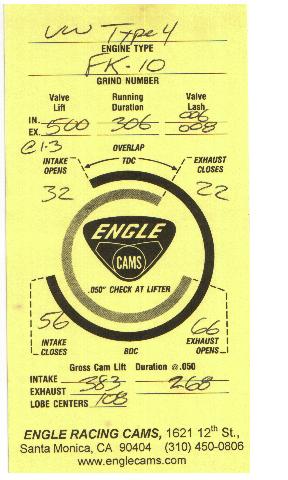 VW Type 4
ENGINE TYPE
FK-10
GRIND NUMBER
Valve Lift Running Duration Valve Lash
IN. 006
EX. 500 306 008
@1.3 OVERLAP
INTAKE OPENS TDC EXHAUST CLOSES
32 22
ENGLE
CAMS
.050" CHECK AT LIFTER
56 66
INTAKE CLOSES BDC EXHAUST OPENS
Gross Cam Lift Duration @.050
INTAKE 383 268
EXHAUST
LOBE CENTERS 108
ENGLE RACING CAMS, 1621 12th St.,
Santa Monica, CA 90404 (310) 450-0806
www.englecams.com